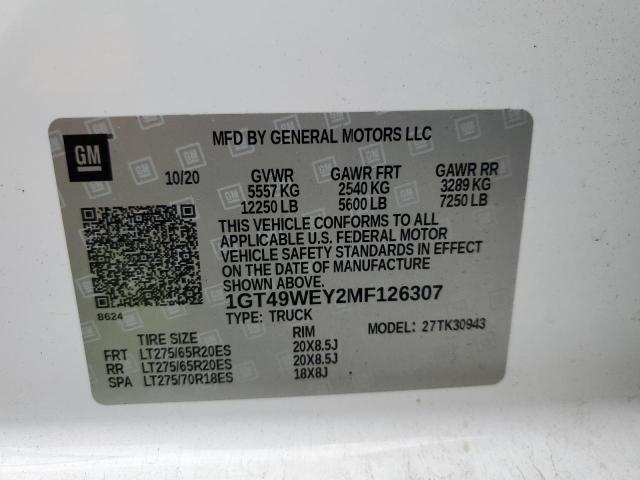 GM
MFD BY GENERAL MOTORS LLC
10/20 GVWR GAWR FRT GAWR RR
5557 KG 2540 KG 3289 KG
12250 LB 5600 LB 7250 LB
THIS VEHICLE CONFORMS TO ALL
APPLICABLE U.S. FEDERAL MOTOR
VEHICLE SAFETY STANDARDS IN EFFECT
ON THE DATE OF MANUFACTURE
SHOWN ABOVE.
1GT49WEY2MF126307
8624
TYPE: TRUCK MODEL: 27TK30943
TIRE SIZE RIM
FRT LT275/65R20ES 20X8.5J
RR LT275/65R20ES 20X8.5J
SPA LT275/70R18ES 18X8J